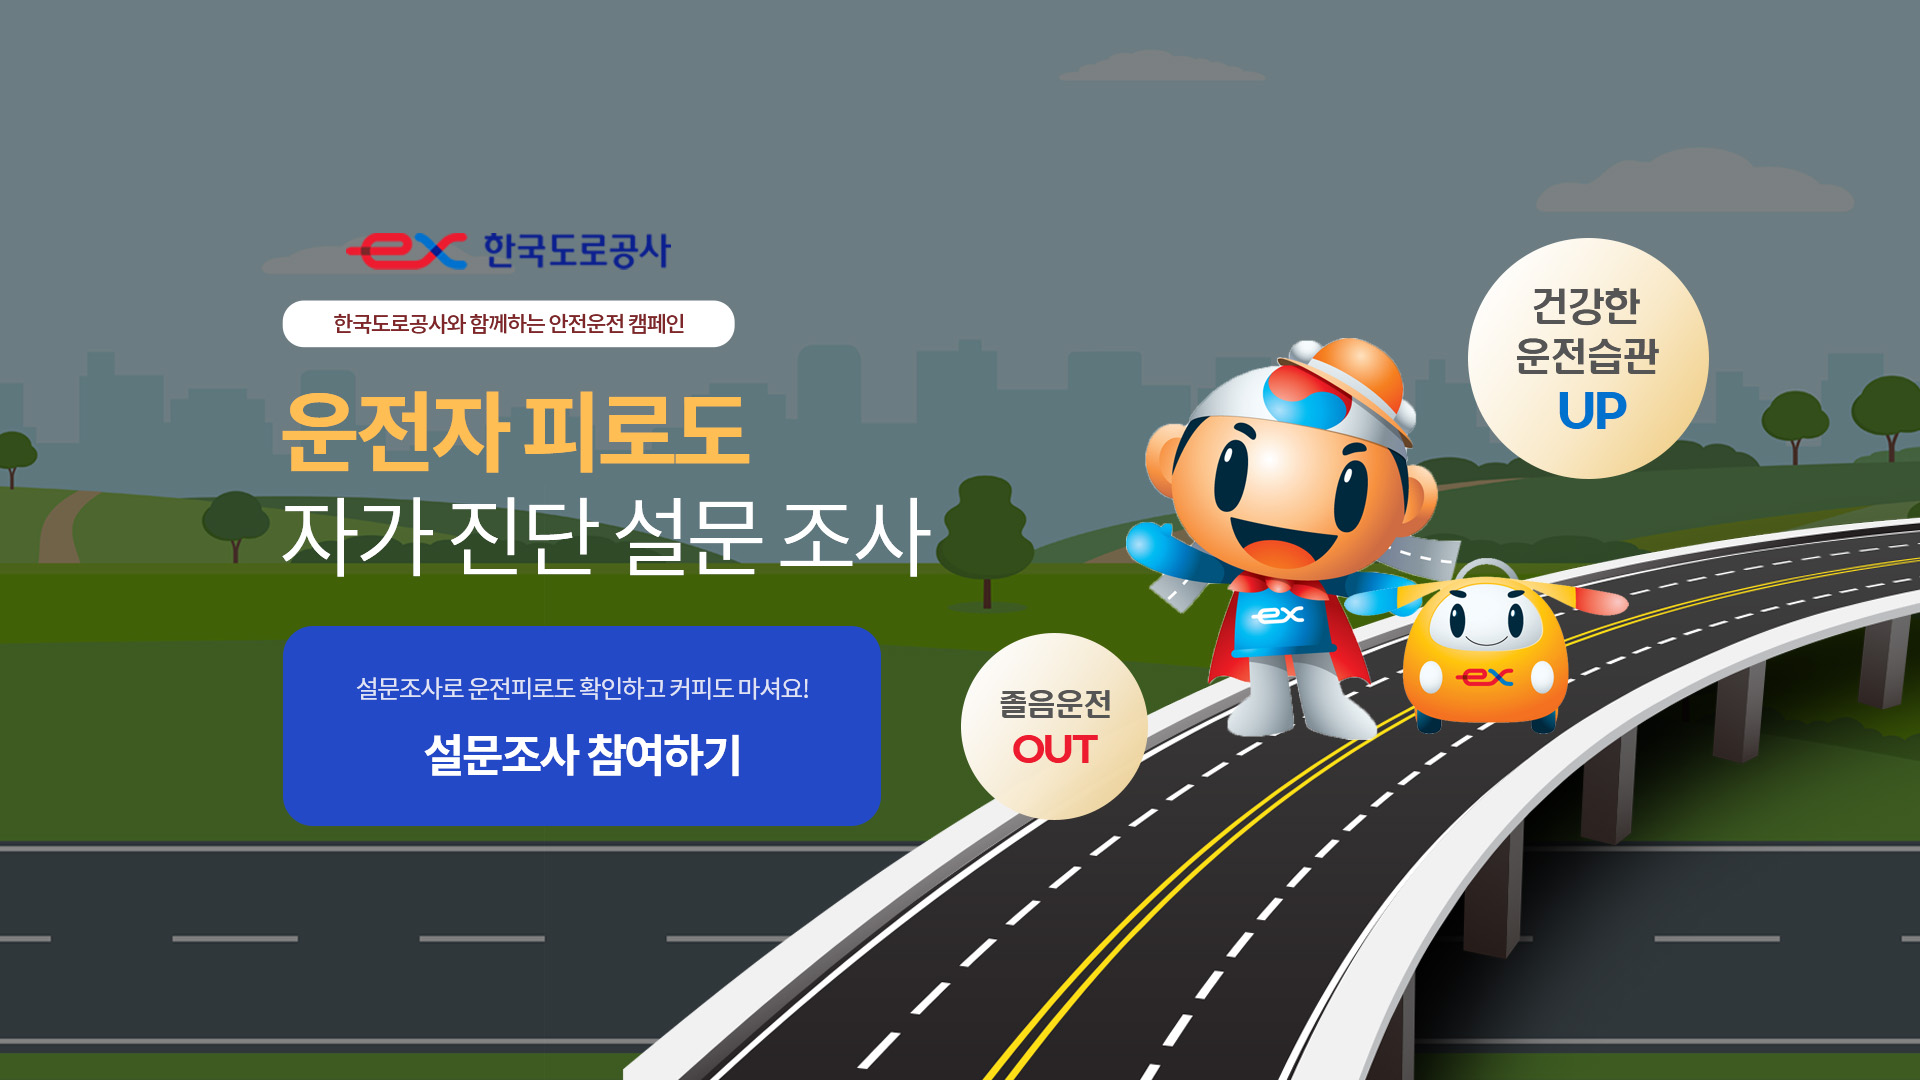 ex 한국도로공사
한국도로공사와 함께하는 안전운전 캠페인
운전자 피로도
자가 진단 설문 조사
설문조사로 운전피로도 확인하고 커피도 마셔요!
설문조사 참여하기
건강한
운전습관
UP
졸음운전
OUT
ex
ex